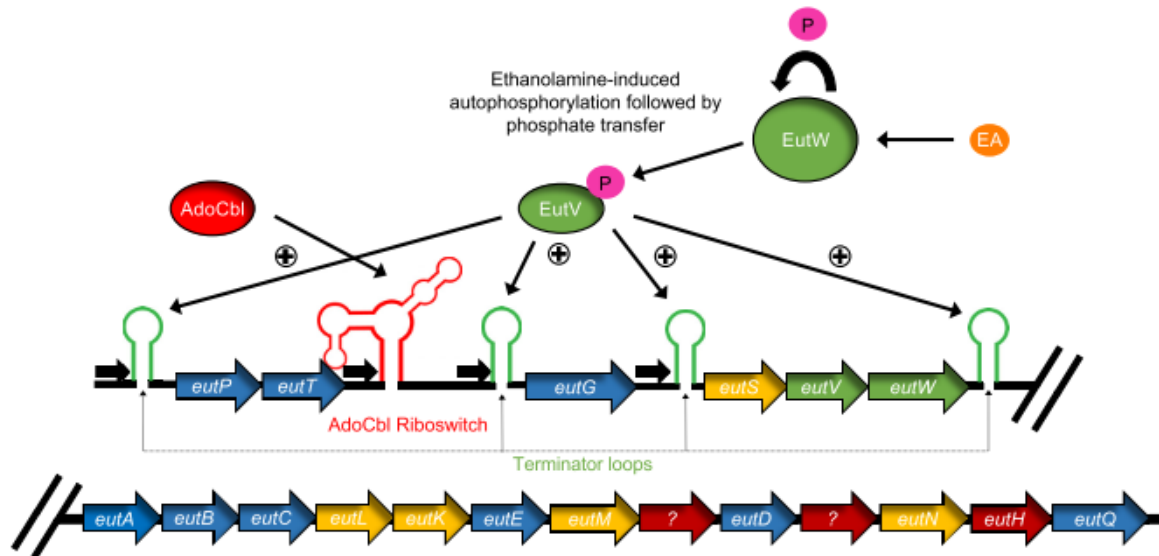 P
Ethanolamine-induced
autophosphorylation followed by
phosphate transfer
EutW
EA
P
AdoCbl
EutV
eutP
eutT
eutG
eutS
eutV
eutW
AdoCbl Riboswitch
Terminator loops
eutA
eutB
eutC
eutL
eutK
eutE
eutM
?
eutD
?
eutN
eutH
eutQ